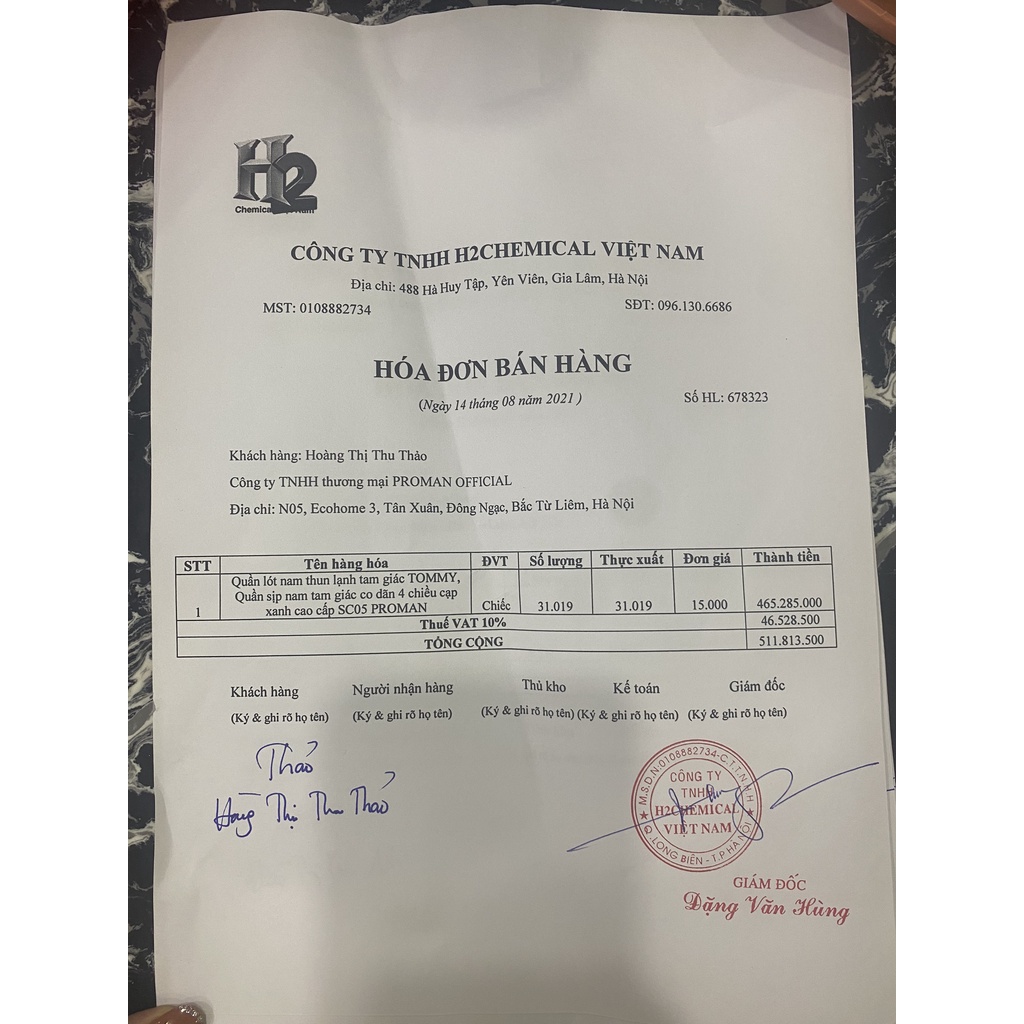 H2
Chemical Việt Nam
CÔNG TY TNHH H2CHEMICAL VIỆT NAM
Địa chỉ: 488 Hà Huy Tập, Yên Viên, Gia Lâm, Hà Nội
MST: 0108882734 SĐT: 096.130.6686
HÓA ĐƠN BÁN HÀNG
(Ngày 14 tháng 08 năm 2021 ) Số HL: 678323
Khách hàng: Hoàng Thị Thu Thảo
Công ty TNHH thương mại PROMAN OFFICIAL
Địa chỉ: N05, Ecohome 3, Tân Xuân, Đông Ngạc, Bắc Từ Liêm, Hà Nội
STT Tên hàng hóa ĐVT Số lượng Thực xuất Đơn giá Thành tiền
Quần lót nam thun lạnh tam giác TOMMY,
Quần sịp nam tam giác co dãn 4 chiều cạp
1 xanh cao cấp SC05 PROMAN Chiếc 31.019 31.019 15.000 465.285.000
Thuế VAT 10% 46.528.500
TỔNG CỘNG 511.813.500
Khách hàng Người nhận hàng Thủ kho Kế toán Giám đốc
(Ký & ghi rõ họ tên) (Ký & ghi rõ họ tên) (Ký & ghi rõ họ tên) (Ký & ghi rõ họ tên) (Ký & ghi rõ họ tên)
Thảo
Hoàng Thị Thu Thảo
M.S.D.N:0108882734-C.T.T.N.H.H
CÔNG TY
TNHH
H2CHEMICAL
VIỆT NAM
Q.LONG BIÊN - T.P HÀ NỘI
GIÁM ĐỐC
Đặng Văn Hùng